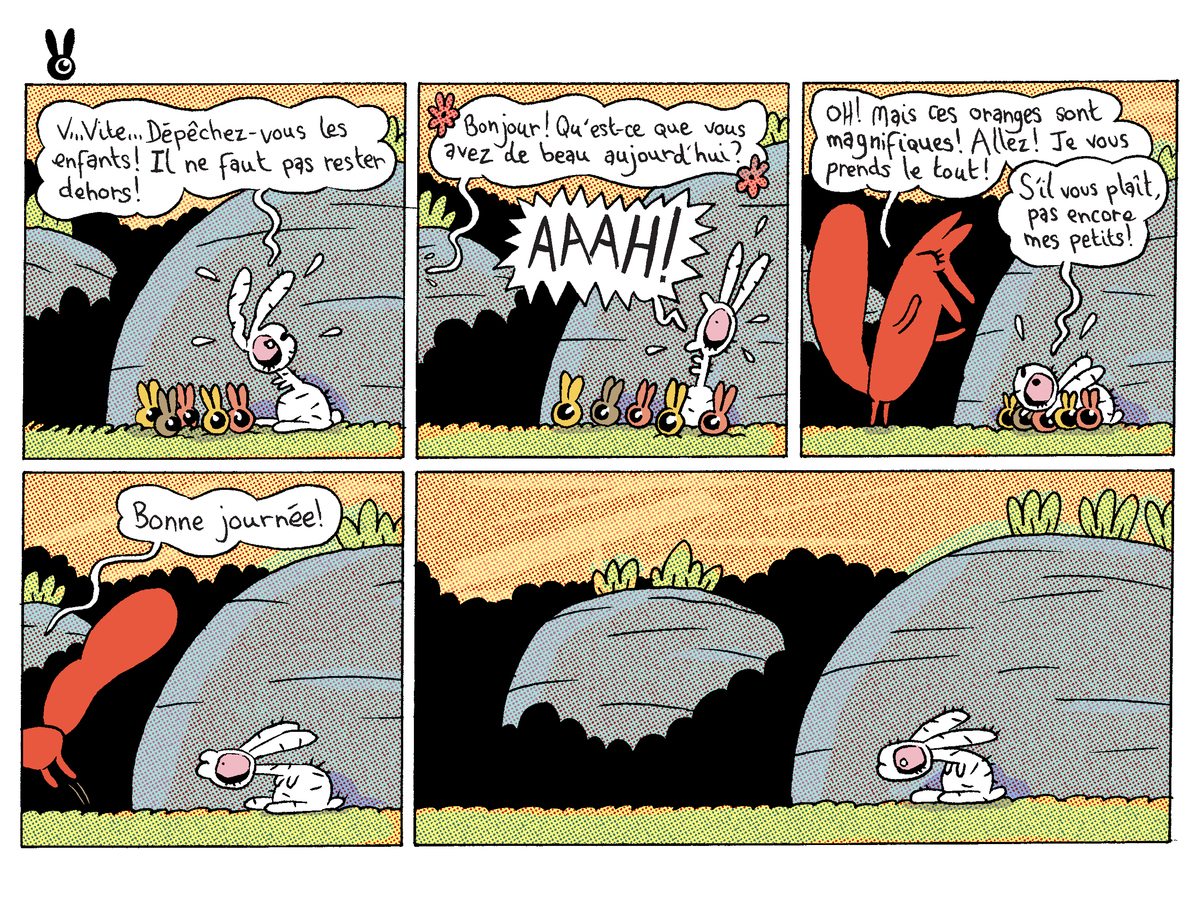 V...Vite... Dépêchez-vous les
enfants! Il ne faut pas rester
dehors!
Bonjour! Qu'est-ce que vous
avez de beau aujourd'hui?
AAAH!
OH! Mais ces oranges sont
magnifiques! Allez! Je vous
prends le tout!
S'il vous plaît,
pas encore
mes petits!
Bonne journée!